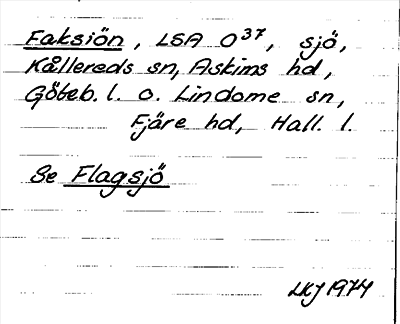 Faksiön, LSA O37, sjö,
Kållereds sn, Askims hd,
Göteb. l. o. Lindome sn,
Fjäre hd, Hall. l.
Se Flagsjö
LKJ 1974